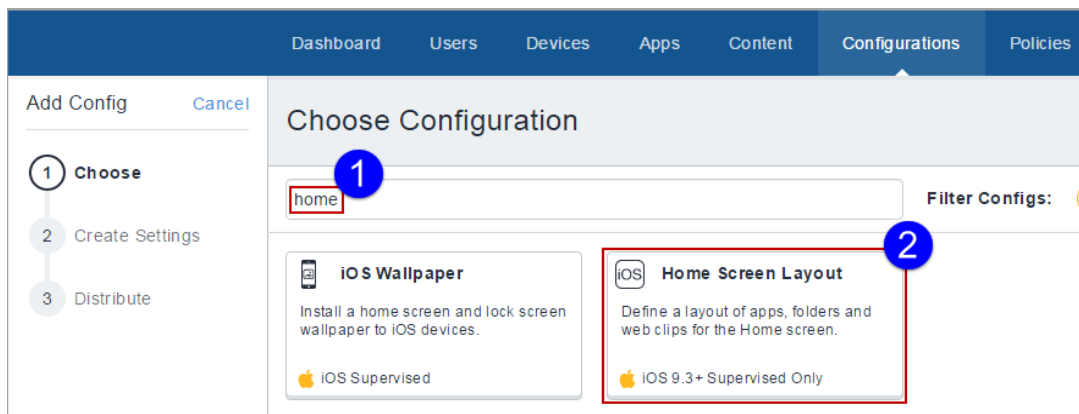 Dashboard Users Devices Apps Content Configurations Policies
Add Config Cancel
Choose Configuration
1 Choose
2 Create Settings
3 Distribute
1
home
Filter Configs:
2
iOS Wallpaper
Install a home screen and lock screen
wallpaper to iOS devices.
iOS Supervised
iOS Home Screen Layout
Define a layout of apps, folders and
web clips for the Home screen.
iOS 9.3+ Supervised Only